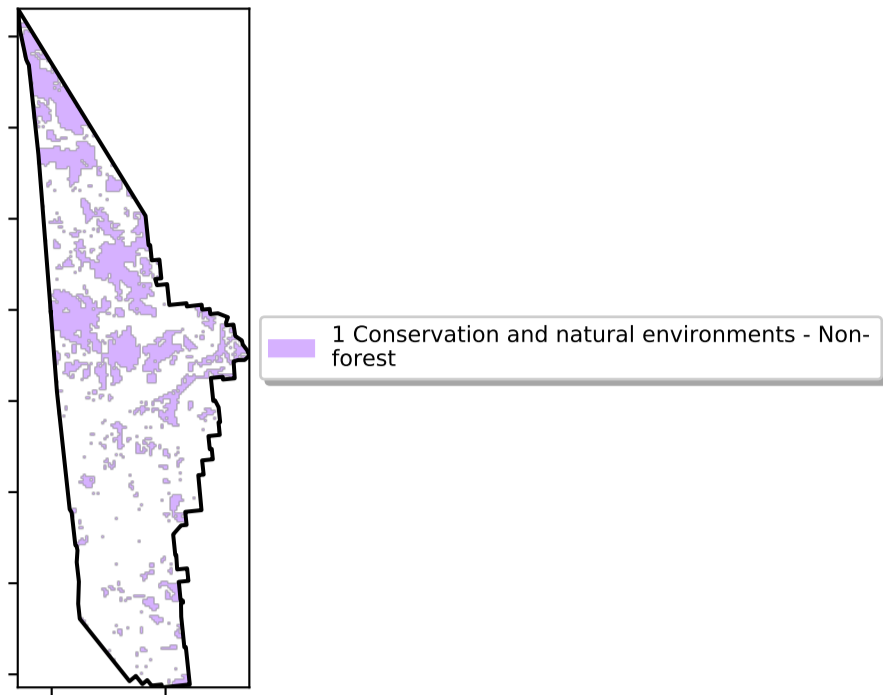 1 Conservation and natural environments - Non-
forest